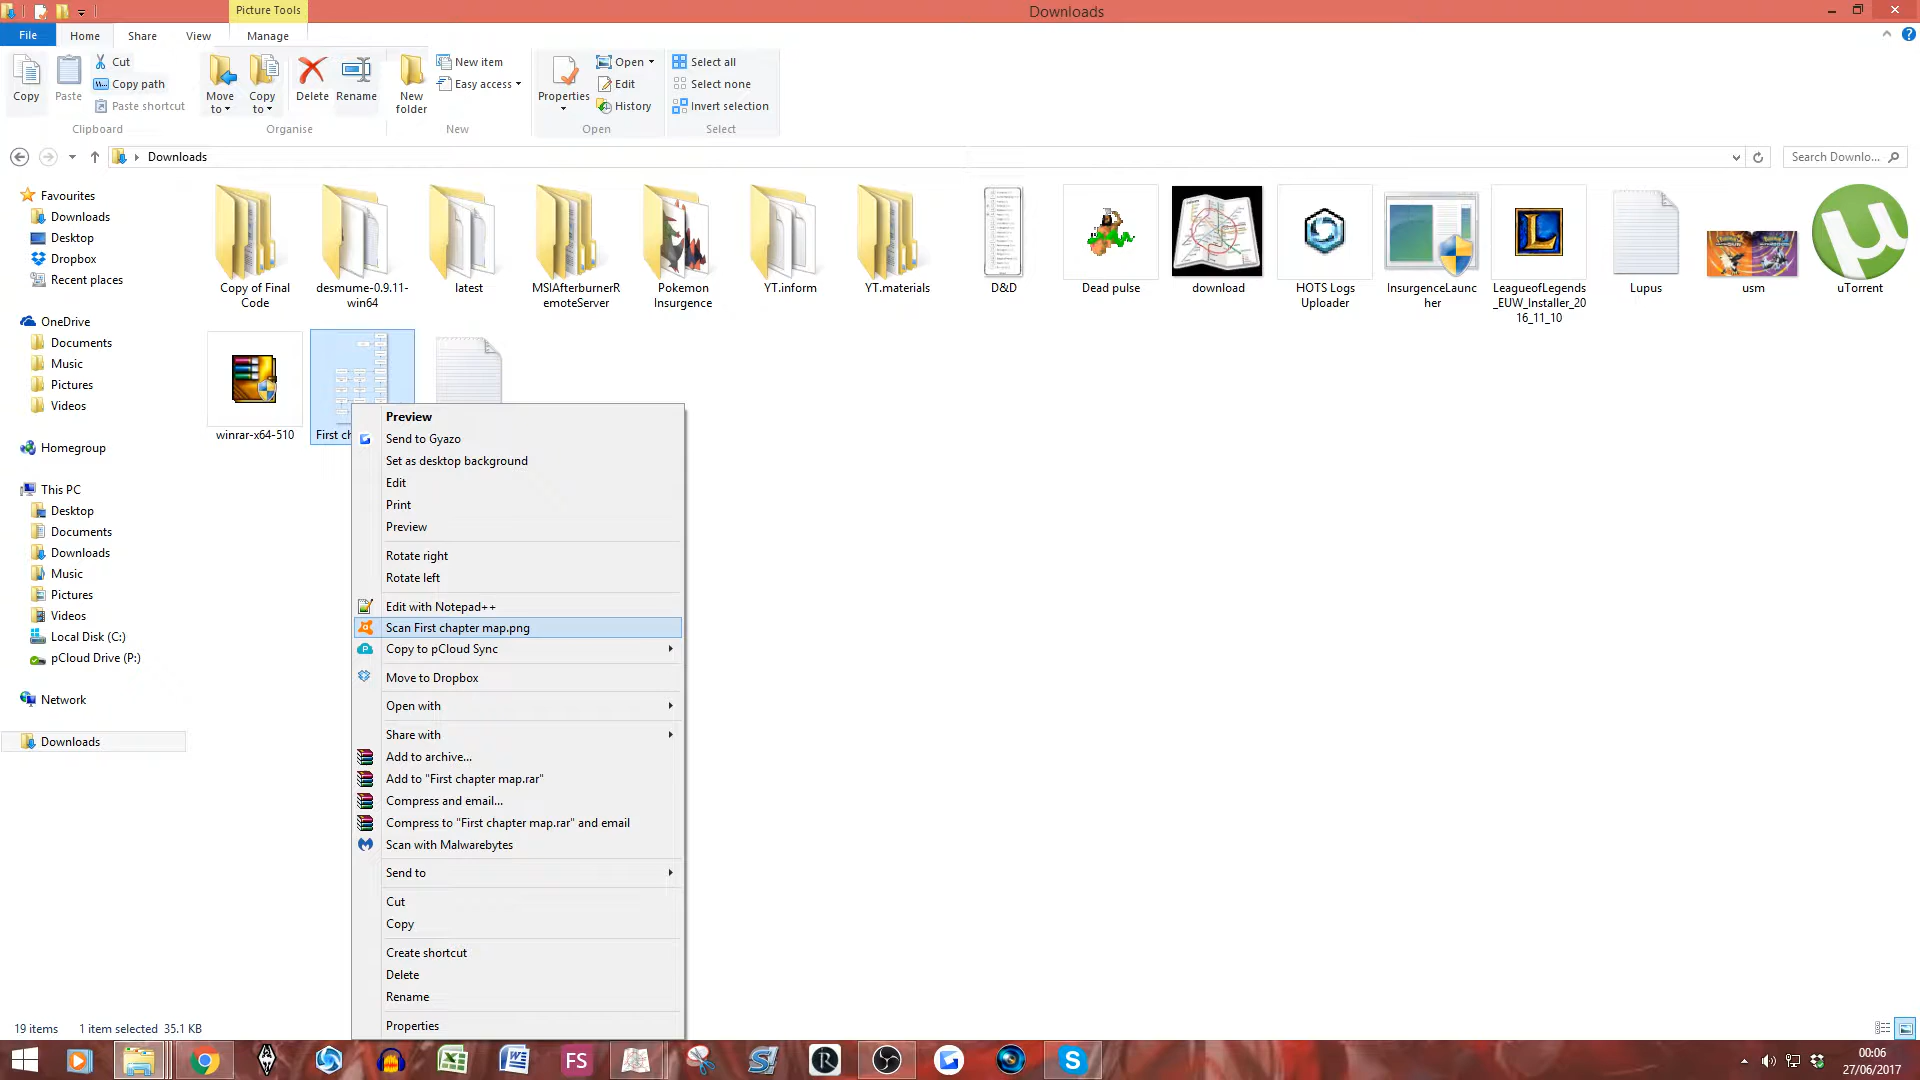 Picture Tools
Downloads
File
Home
Share
View
Manage
Copy
Paste
Cut
Copy path
Paste shortcut
Clipboard
Move to
Copy to
Delete
Rename
Organise
New folder
New item
Easy access
New
Properties
Open
Edit
History
Open
Select all
Select none
Invert selection
Select
Downloads
Search Downlo...
Favourites
Downloads
Desktop
Dropbox
Recent places
OneDrive
Documents
Music
Pictures
Videos
Homegroup
This PC
Desktop
Documents
Downloads
Music
Pictures
Videos
Local Disk (C:)
pCloud Drive (P:)
Network
Downloads
Copy of Final
Code
desmume-0.9.11-
win64
latest
MSIAfterburnerR
emoteServer
Pokemon
Insurgence
YT.inform
YT.materials
D&D
Dead pulse
download
HOTS Logs
Uploader
InsurgenceLaunc
her
LeagueofLegends
_EUW_Installer_20
16_11_10
Lupus
usm
uTorrent
winrar-x64-510
First ch
Preview
Send to Gyazo
Set as desktop background
Edit
Print
Preview
Rotate right
Rotate left
Edit with Notepad++
Scan First chapter map.png
Copy to pCloud Sync
Move to Dropbox
Open with
Share with
Add to archive...
Add to "First chapter map.rar"
Compress and email...
Compress to "First chapter map.rar" and email
Scan with Malwarebytes
Send to
Cut
Copy
Create shortcut
Delete
Rename
Properties
19 items
1 item selected 35.1 KB
FS
00:06
27/06/2017